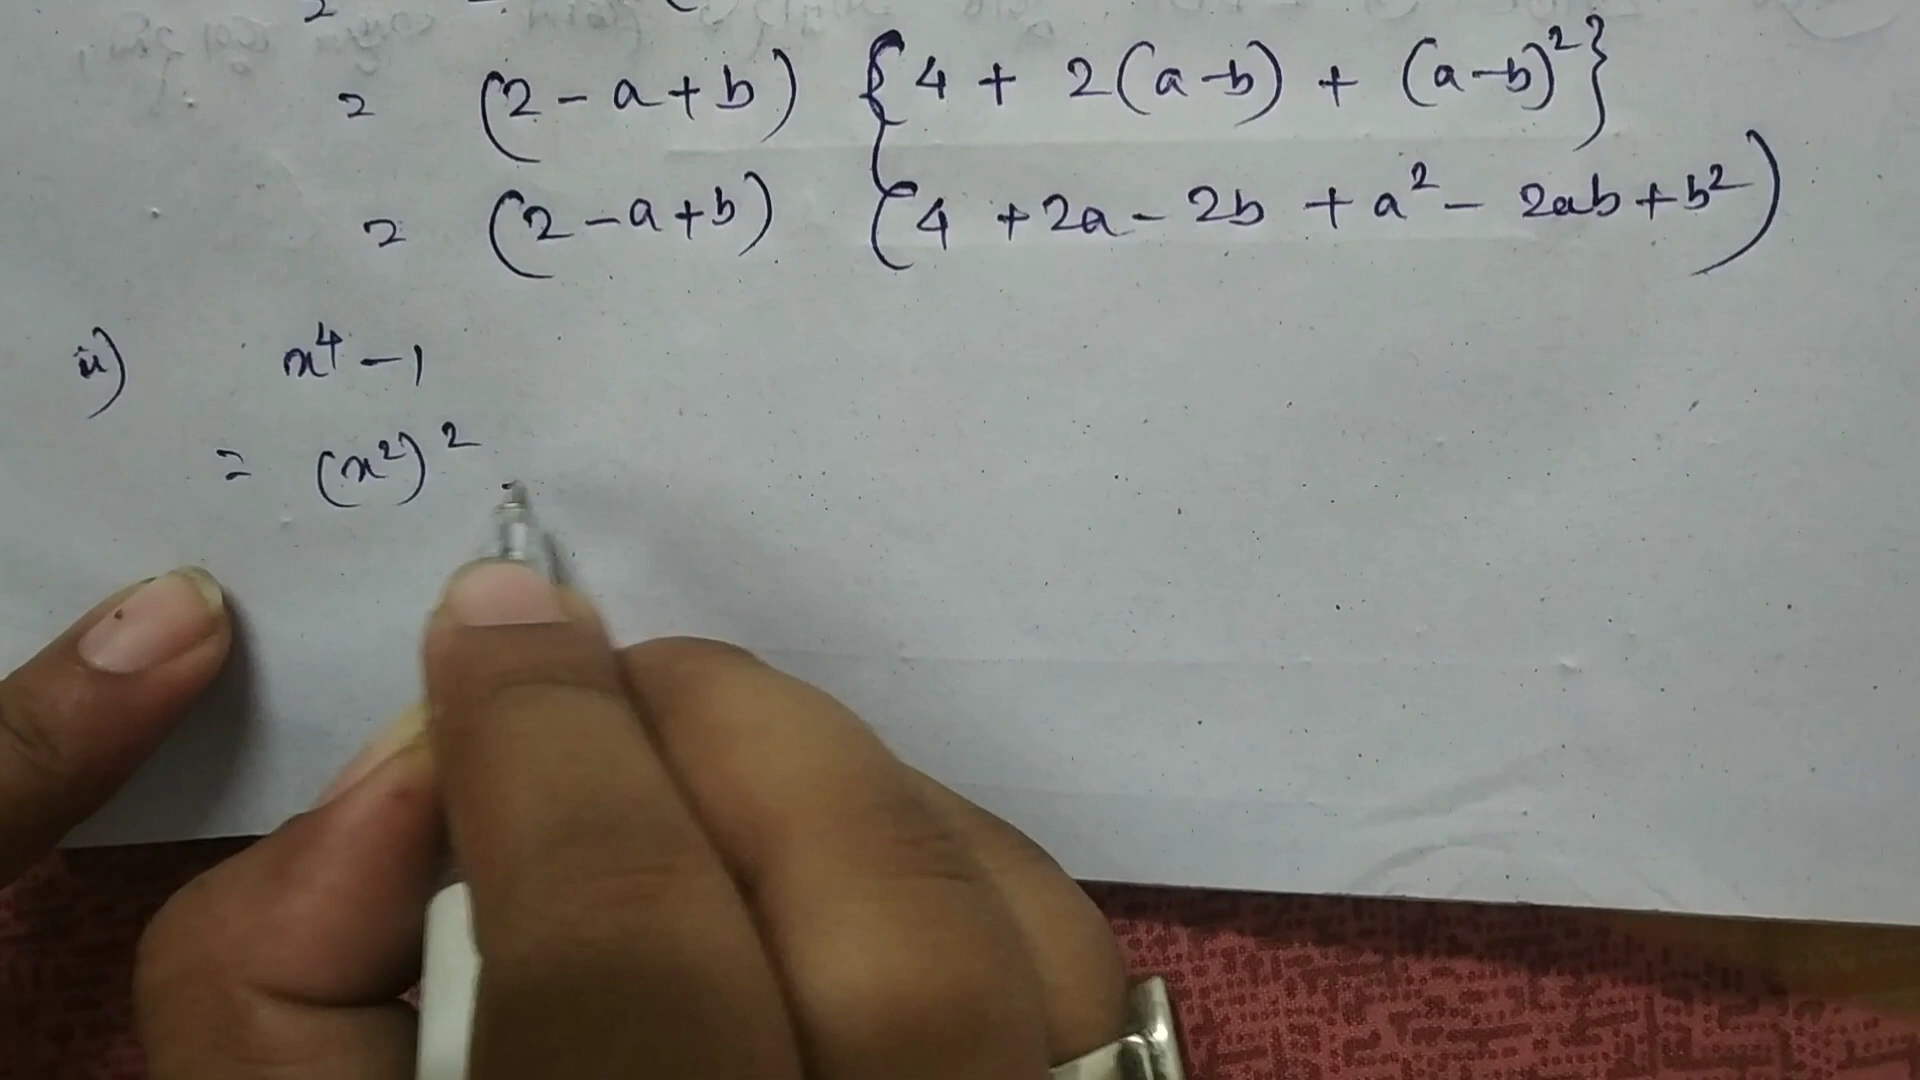 = (2 - a + b) {4 + 2(a-b) + (a-b)²}
= (2 - a + b) (4 + 2a - 2b + a² - 2ab + b²)
ii) x⁴ - 1
= (x²)² -